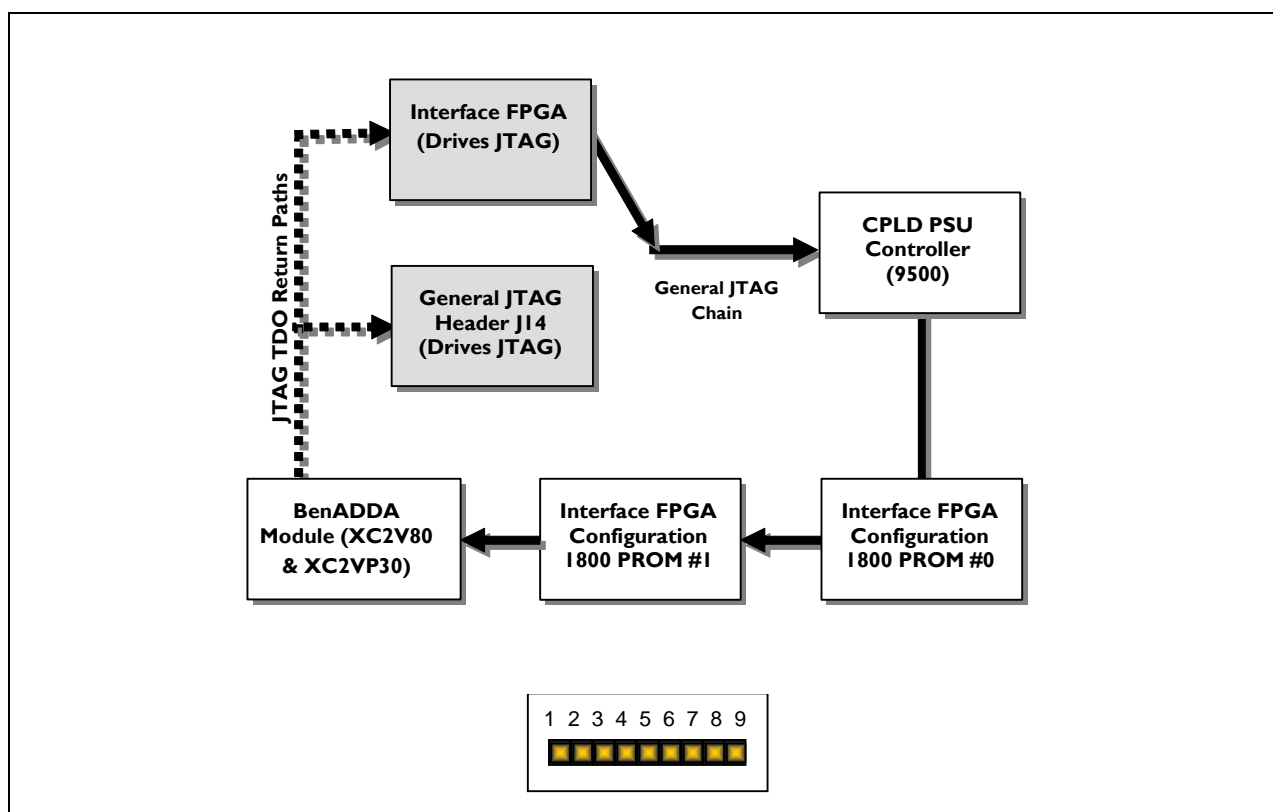 Interface FPGA
(Drives JTAG)
JTAG TDO Return Paths
CPLD PSU
Controller
(9500)
General JTAG
Header J14
(Drives JTAG)
General JTAG
Chain
BenADDA
Module (XC2V80
& XC2VP30)
Interface FPGA
Configuration
1800 PROM #1
Interface FPGA
Configuration
1800 PROM #0
1 2 3 4 5 6 7 8 9